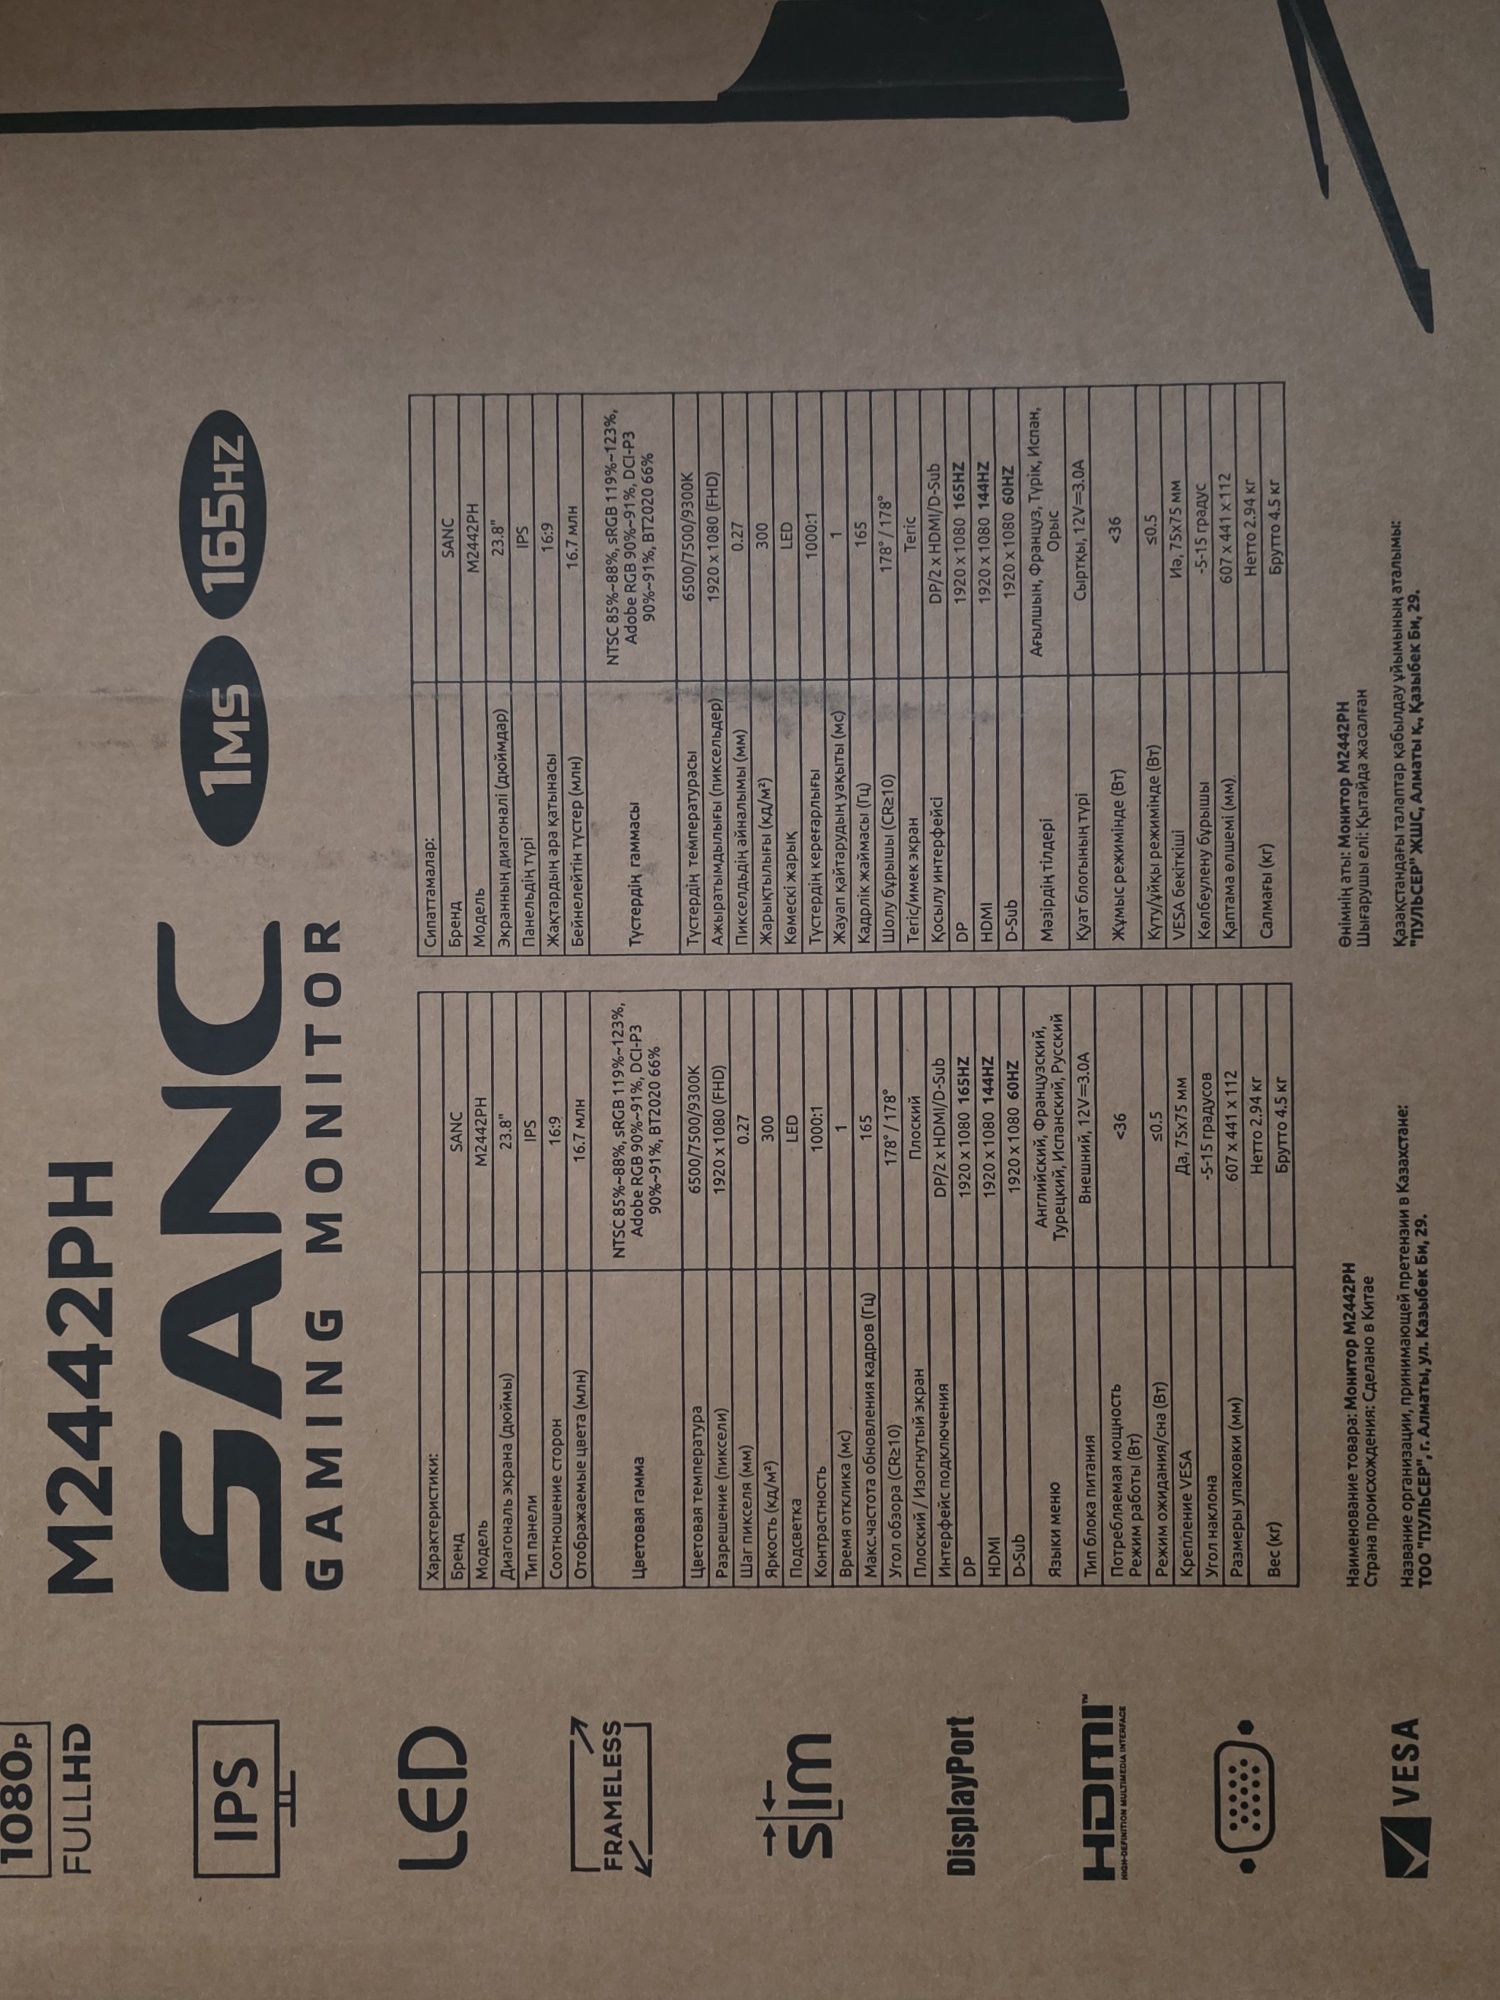 1080P
FULLHD
IPS
LED
FRAMELESS
SLIM
DisplayPort
HDMI™
HIGH-DEFINITION MULTIMEDIA INTERFACE
VESA
M2442PH
SANC 1MS 165HZ
GAMING MONITOR
Характеристики:
Бренд SANC
Модель M2442PH
Диагональ экрана (дюймы) 23.8"
Тип панели IPS
Соотношение сторон 16:9
Отображаемые цвета (млн) 16.7 млн
Цветовая гамма NTSC 85%~88%, sRGB 119%~123%,
Adobe RGB 90%~91%, DCI-P3
90%~91%, BT2020 66%
Цветовая температура 6500/7500/9300K
Разрешение (пиксели) 1920 x 1080 (FHD)
Шаг пикселя (мм) 0.27
Яркость (кд/м²) 300
Подсветка LED
Контрастность 1000:1
Время отклика (мс) 1
Макс.частота обновления кадров (Гц) 165
Угол обзора (CR≥10) 178° / 178°
Плоский / Изогнутый экран Плоский
Интерфейс подключения DP/2 x HDMI/D-Sub
DP 1920 x 1080 165HZ
HDMI 1920 x 1080 144HZ
D-Sub 1920 x 1080 60HZ
Языки меню Английский, Французский,
Турецкий, Испанский, Русский
Тип блока питания Внешний, 12V⎓3.0A
Потребляемая мощность
Режим работы (Вт) <36
Режим ожидания/сна (Вт) ≤0.5
Крепление VESA Да, 75x75 мм
Угол наклона -5-15 градусов
Размеры упаковки (мм) 607 x 441 x 112
Вес (кг) Нетто 2.94 кг
Брутто 4.5 кг
Наименование товара: Монитор M2442PH
Страна происхождения: Сделано в Китае
Название организации, принимающей претензии в Казахстане:
ТОО "ПУЛЬСЕР", г. Алматы, ул. Казыбек Би, 29.
Сипаттамалар:
Бренд SANC
Модель M2442PH
Экранның диагоналі (дюймдар) 23.8"
Панельдің түрі IPS
Жақтардың ара қатынасы 16:9
Бейнелейтін түстер (млн) 16.7 млн
Түстердің гаммасы NTSC 85%~88%, sRGB 119%~123%,
Adobe RGB 90%~91%, DCI-P3
90%~91%, BT2020 66%
Түстердің температурасы 6500/7500/9300K
Ажыратымдылығы (пиксельдер) 1920 x 1080 (FHD)
Пикселдьдің айналымы (мм) 0.27
Жарықтылығы (кд/м²) 300
Көмескі жарық LED
Түстердің кереғарлығы 1000:1
Жауап қайтарудың уақыты (мс) 1
Кадрлік жаймасы (Гц) 165
Шолу бұрышы (CR≥10) 178° / 178°
Тегіс/имек экран Тегіс
Қосылу интерфейсі DP/2 x HDMI/D-Sub
DP 1920 x 1080 165HZ
HDMI 1920 x 1080 144HZ
D-Sub 1920 x 1080 60HZ
Мәзірдің тілдері Ағылшын, Француз, Түрік, Испан,
Орыс
Қуат блогының түрі Сыртқы, 12V⎓3.0A
Жұмыс режимінде (Вт) <36
Күту/ұйқы режимінде (Вт) ≤0.5
VESA бекіткіші Иә, 75x75 мм
Көлбеулену бұрышы -5-15 градус
Қаптама өлшемі (мм) 607 x 441 x 112
Салмағы (кг) Нетто 2.94 кг
Брутто 4.5 кг
Өнімнің аты: Монитор M2442PH
Шығарушы елі: Қытайда жасалған
Қазақстандағы талаптар қабылдау ұйымының аталымы:
"ПУЛЬСЕР" ЖШС, Алматы қ., Қазыбек Би, 29.